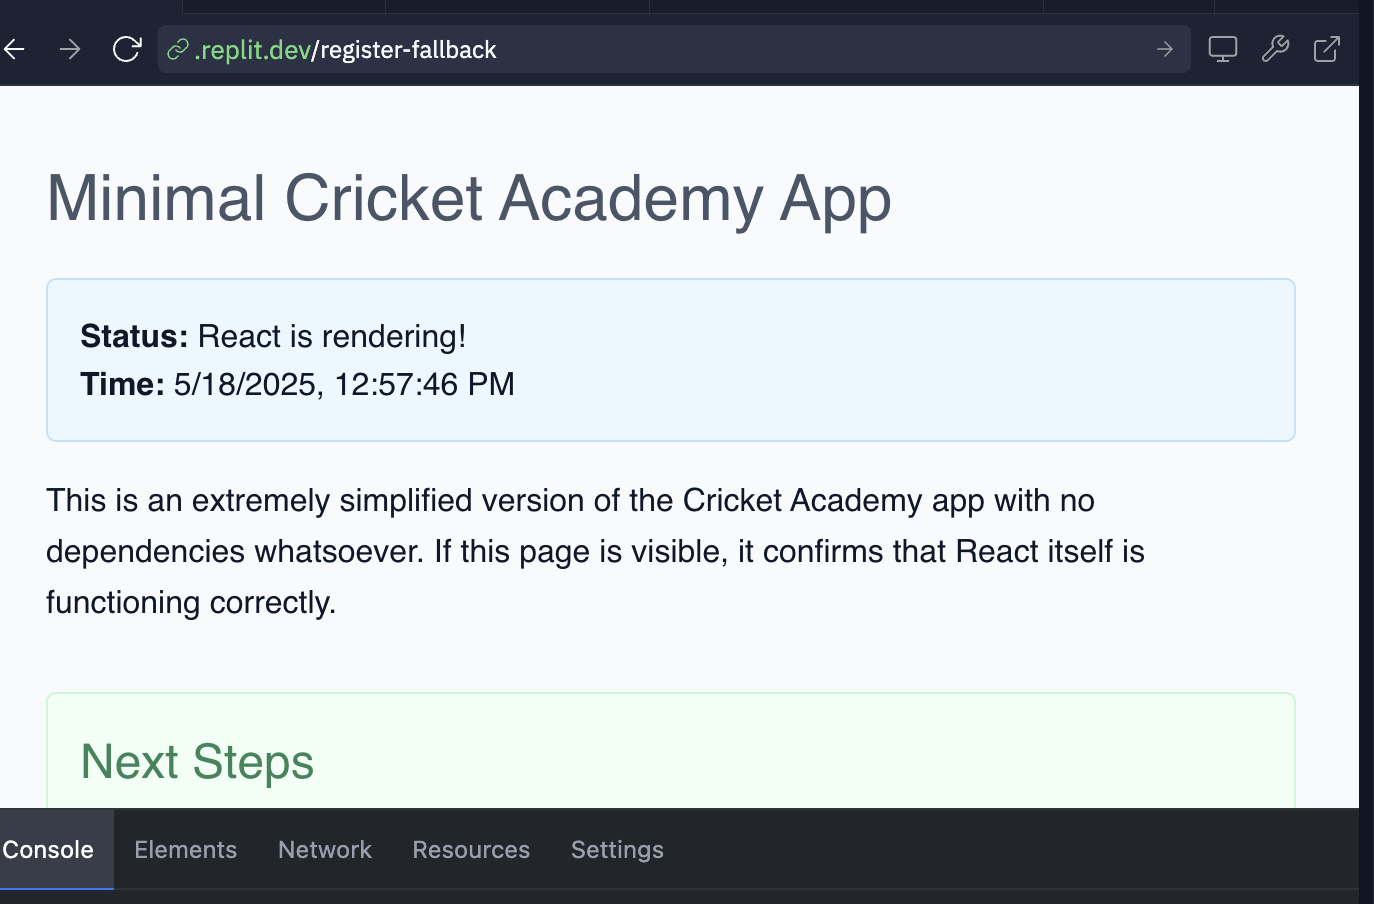 .replit.dev/register-fallback
Minimal Cricket Academy App
Status: React is rendering!
Time: 5/18/2025, 12:57:46 PM
This is an extremely simplified version of the Cricket Academy app with no
dependencies whatsoever. If this page is visible, it confirms that React itself is
functioning correctly.
Next Steps
Console Elements Network Resources Settings